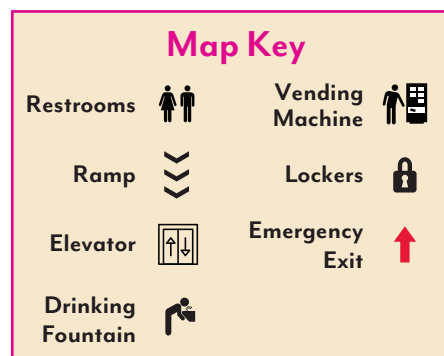 Map Key
Restrooms
Ramp
Elevator
Drinking
Fountain
Vending
Machine
Lockers
Emergency
Exit